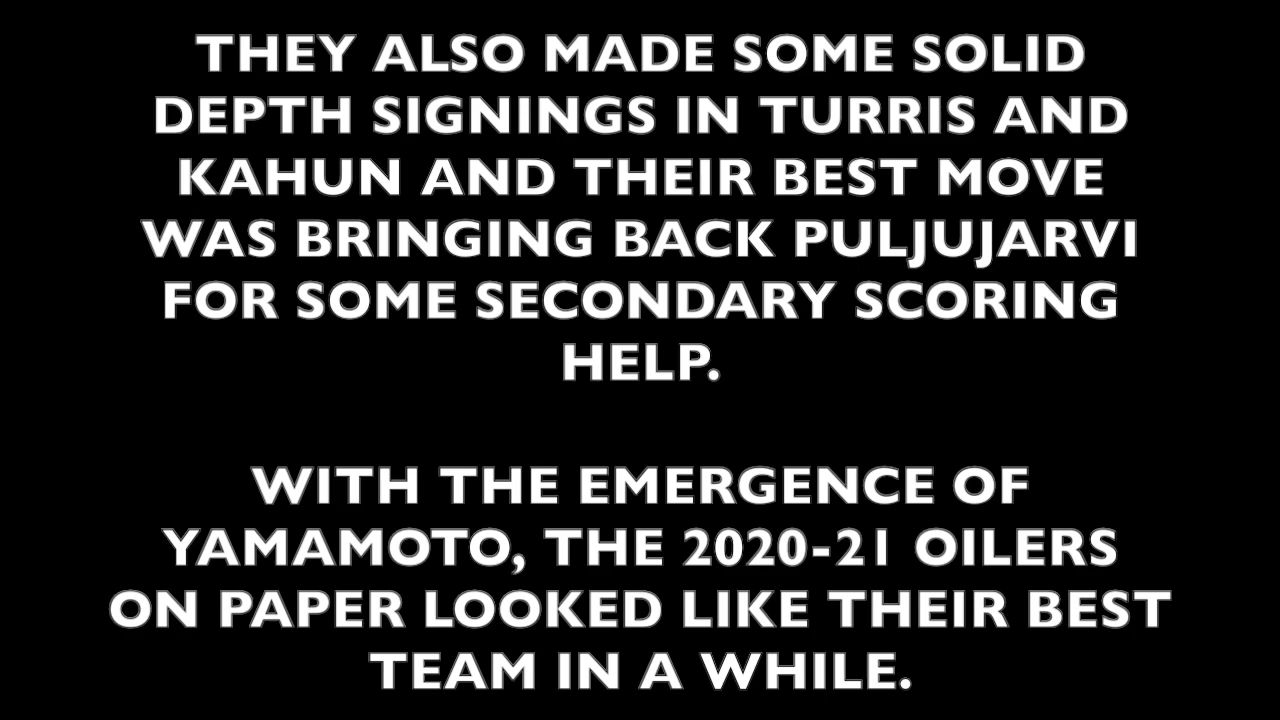 THEY ALSO MADE SOME SOLID
DEPTH SIGNINGS IN TURRIS AND
KAHUN AND THEIR BEST MOVE
WAS BRINGING BACK PULJUJARVI
FOR SOME SECONDARY SCORING
HELP.
WITH THE EMERGENCE OF
YAMAMOTO, THE 2020-21 OILERS
ON PAPER LOOKED LIKE THEIR BEST
TEAM IN A WHILE.